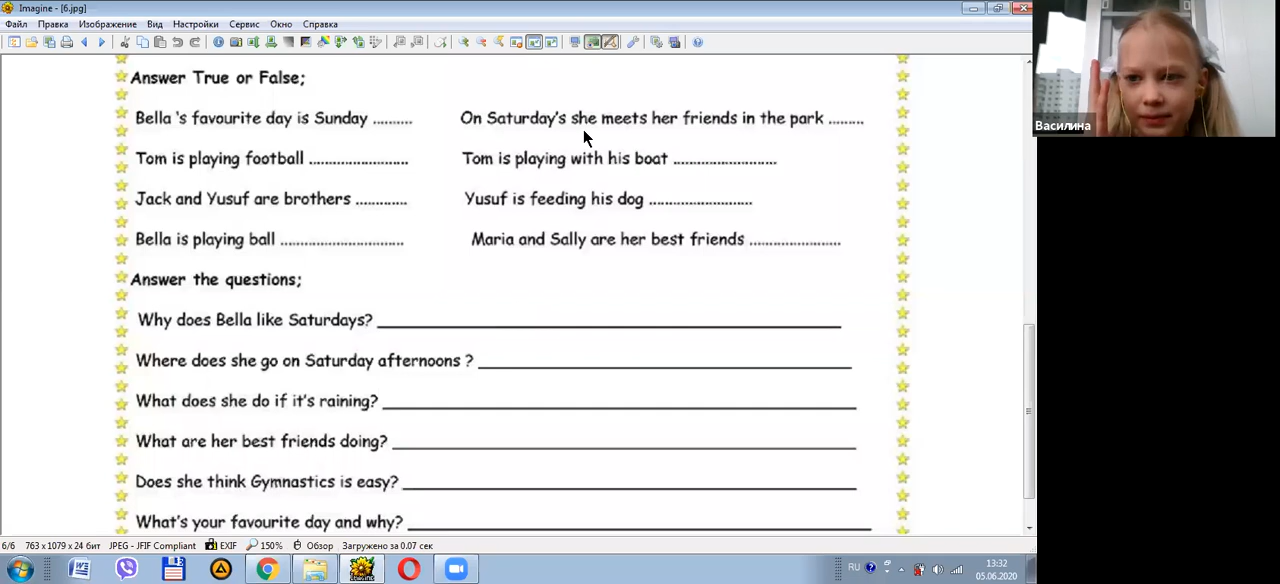 Imagine - [6.jpg]
Файл Правка Изображение Вид Настройки Сервис Окно Справка
Василина
Answer True or False;
Bella 's favourite day is Sunday .......... On Saturday's she meets her friends in the park .........
Tom is playing football ......................... Tom is playing with his boat ..........................
Jack and Yusuf are brothers ............. Yusuf is feeding his dog ..........................
Bella is playing ball ............................... Maria and Sally are her best friends .......................
Answer the questions;
Why does Bella like Saturdays? ____________________
Where does she go on Saturday afternoons ? ____________________
What does she do if it's raining? ____________________
What are her best friends doing? ____________________
Does she think Gymnastics is easy? ____________________
What's your favourite day and why? ____________________
6/6 763 x 1079 x 24 бит JPEG - JFIF Compliant EXIF 150% Обзор Загружено за 0.07 сек
RU 13:32
05.06.2020